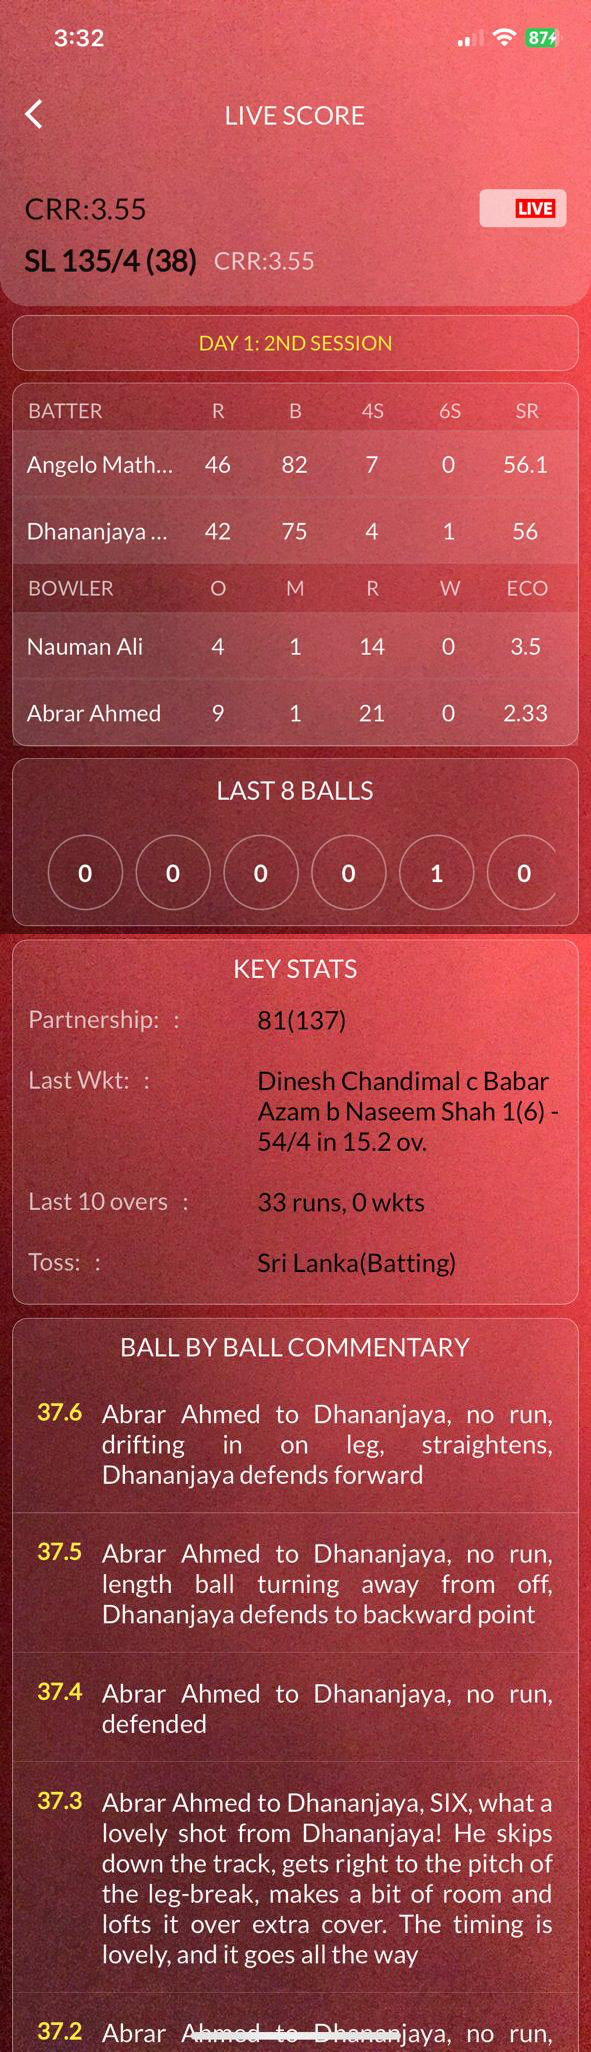 3:32
87
LIVE SCORE
CRR:3.55
LIVE
SL 135/4 (38) CRR:3.55
DAY 1: 2ND SESSION
BATTER R B 4S 6S SR
Angelo Math... 46 82 7 0 56.1
Dhananjaya ... 42 75 4 1 56
BOWLER O M R W ECO
Nauman Ali 4 1 14 0 3.5
Abrar Ahmed 9 1 21 0 2.33
LAST 8 BALLS
0 0 0 0 1 0
KEY STATS
Partnership: : 81(137)
Last Wkt: : Dinesh Chandimal c Babar
Azam b Naseem Shah 1(6) -
54/4 in 15.2 ov.
Last 10 overs : 33 runs, 0 wkts
Toss: : Sri Lanka(Batting)
BALL BY BALL COMMENTARY
37.6 Abrar Ahmed to Dhananjaya, no run,
drifting in on leg, straightens,
Dhananjaya defends forward
37.5 Abrar Ahmed to Dhananjaya, no run,
length ball turning away from off,
Dhananjaya defends to backward point
37.4 Abrar Ahmed to Dhananjaya, no run,
defended
37.3 Abrar Ahmed to Dhananjaya, SIX, what a
lovely shot from Dhananjaya! He skips
down the track, gets right to the pitch of
the leg-break, makes a bit of room and
lofts it over extra cover. The timing is
lovely, and it goes all the way
37.2 Abrar Ahmed to Dhananjaya, no run,